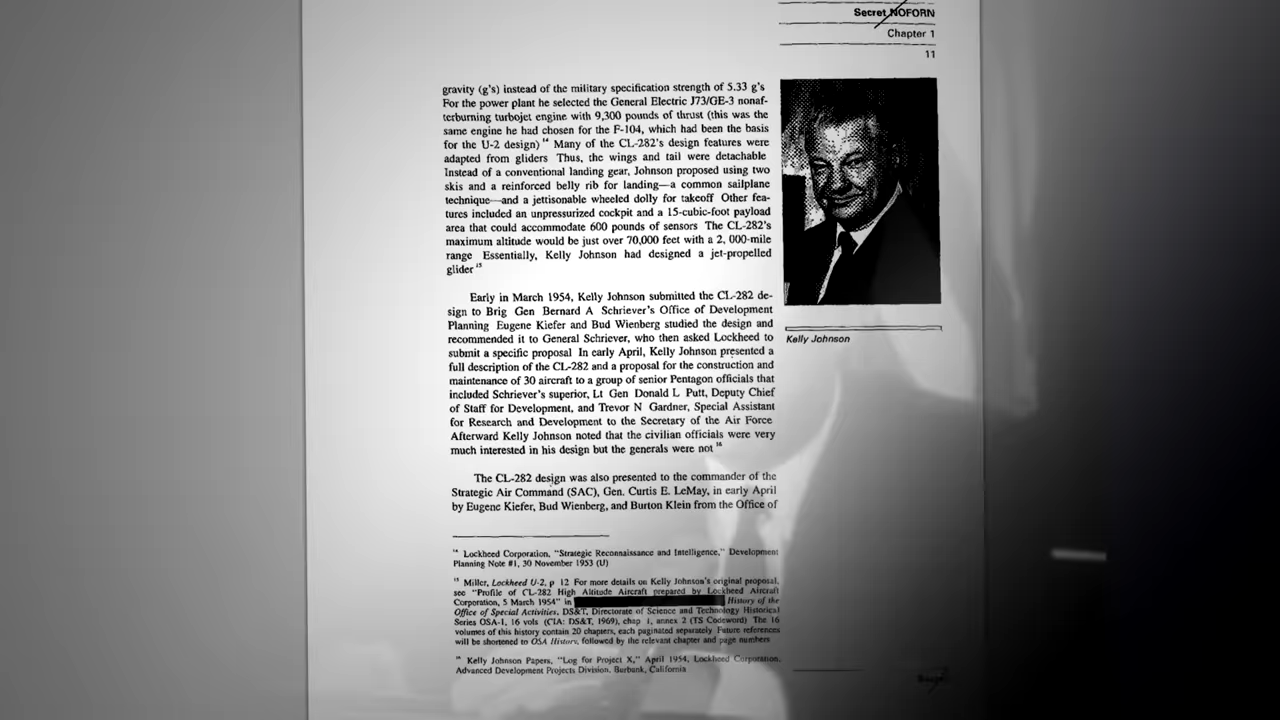 Secret NOFORN
Chapter 1
11
gravity (g's) instead of the military specification strength of 5.33 g's
For the power plant he selected the General Electric J73/GE-3 nonaf-
terburning turbojet engine with 9,300 pounds of thrust (this was the
same engine he had chosen for the F-104, which had been the basis
for the U-2 design) 14 Many of the CL-282's design features were
adapted from gliders Thus, the wings and tail were detachable
Instead of a conventional landing gear, Johnson proposed using two
skis and a reinforced belly rib for landing—a common sailplane
technique—and a jettisonable wheeled dolly for takeoff Other fea-
tures included an unpressurized cockpit and a 15-cubic-foot payload
area that could accommodate 600 pounds of sensors The CL-282's
maximum altitude would be just over 70,000 feet with a 2, 000-mile
range Essentially, Kelly Johnson had designed a jet-propelled
glider 15
Early in March 1954, Kelly Johnson submitted the CL-282 de-
sign to Brig Gen Bernard A Schriever's Office of Development
Planning Eugene Kiefer and Bud Wienberg studied the design and
recommended it to General Schriever, who then asked Lockheed to
submit a specific proposal In early April, Kelly Johnson presented a
full description of the CL-282 and a proposal for the construction and
maintenance of 30 aircraft to a group of senior Pentagon officials that
included Schriever's superior, Lt Gen Donald L Putt, Deputy Chief
of Staff for Development, and Trevor N Gardner, Special Assistant
for Research and Development to the Secretary of the Air Force
Afterward Kelly Johnson noted that the civilian officials were very
much interested in his design but the generals were not 16
The CL-282 design was also presented to the commander of the
Strategic Air Command (SAC), Gen. Curtis E. LeMay, in early April
by Eugene Kiefer, Bud Wienberg, and Burton Klein from the Office of
Kelly Johnson
14 Lockheed Corporation, "Strategic Reconnaissance and Intelligence," Development
Planning Note #1, 30 November 1953 (U)
15 Miller, Lockheed U-2, p 12 For more details on Kelly Johnson's original proposal,
see "Profile of CL-282 High Altitude Aircraft prepared by Lockheed Aircraft
Corporation, 5 March 1954" in History of the
Office of Special Activities, DS&T, Directorate of Science and Technology Historical
Series OSA-1, 16 vols (CIA: DS&T, 1969), chap 1, annex 2 (TS Codeword) The 16
volumes of this history contain 20 chapters, each paginated separately Future references
will be shortened to OSA History, followed by the relevant chapter and page numbers
16 Kelly Johnson Papers, "Log for Project X," April 1954, Lockheed Corporation,
Advanced Development Projects Division, Burbank, California